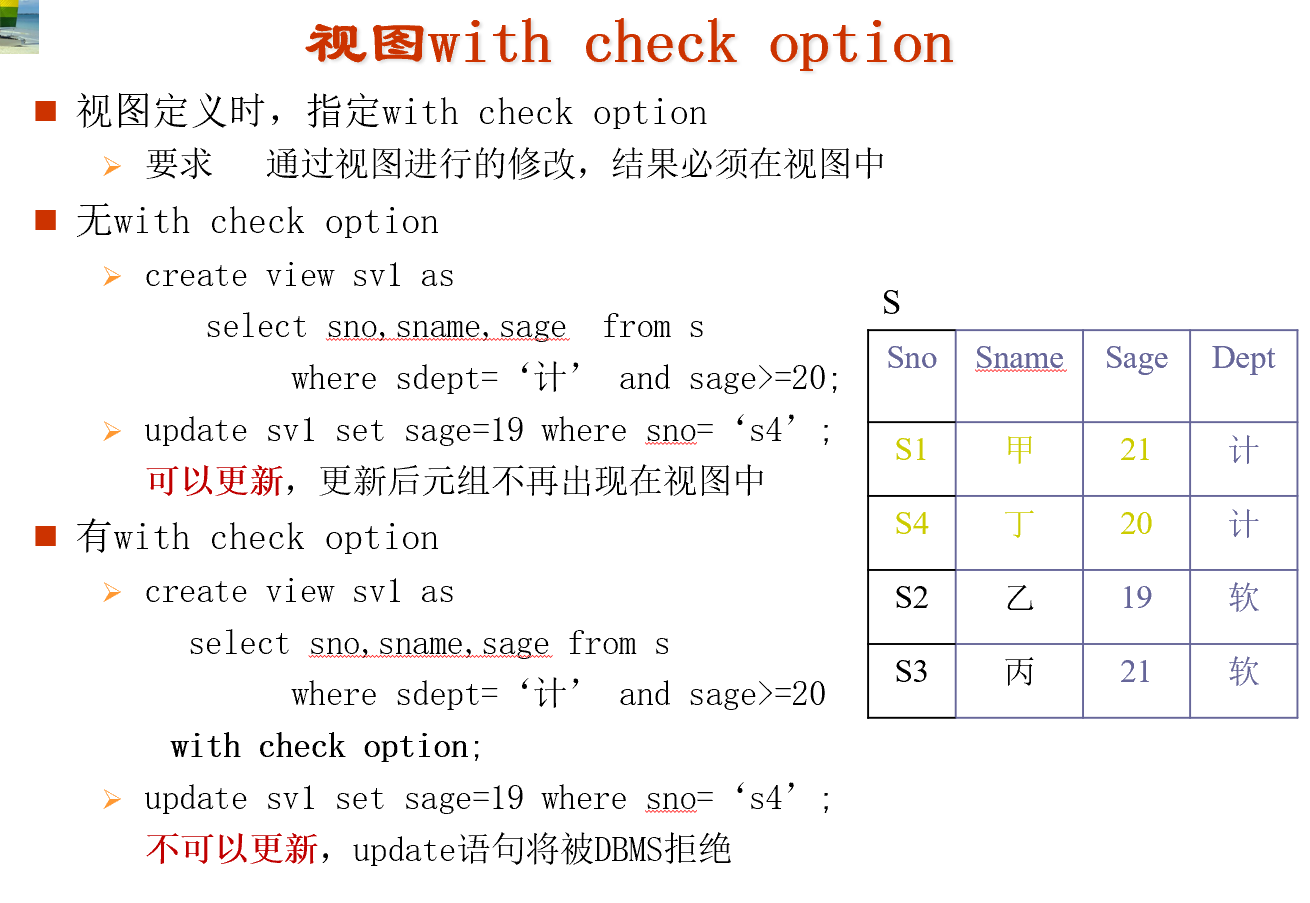 视图with check option
视图定义时，指定with check option
要求 通过视图进行的修改，结果必须在视图中
无with check option
create view sv1 as
select sno,sname,sage from s
where sdept=‘计’ and sage>=20;
update sv1 set sage=19 where sno=‘s4’;
可以更新，更新后元组不再出现在视图中
有with check option
create view sv1 as
select sno,sname,sage from s
where sdept=‘计’ and sage>=20
with check option;
update sv1 set sage=19 where sno=‘s4’;
不可以更新，update语句将被DBMS拒绝
S
Sno Sname Sage Dept
S1 甲 21 计
S4 丁 20 计
S2 乙 19 软
S3 丙 21 软